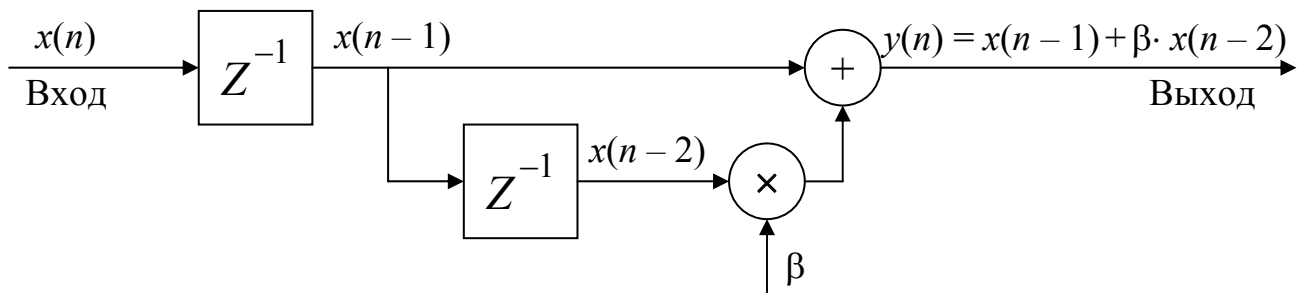 x(n)
Вход
Z⁻¹
x(n – 1)
+
y(n) = x(n – 1) + β· x(n – 2)
Выход
Z⁻¹
x(n – 2)
×
β